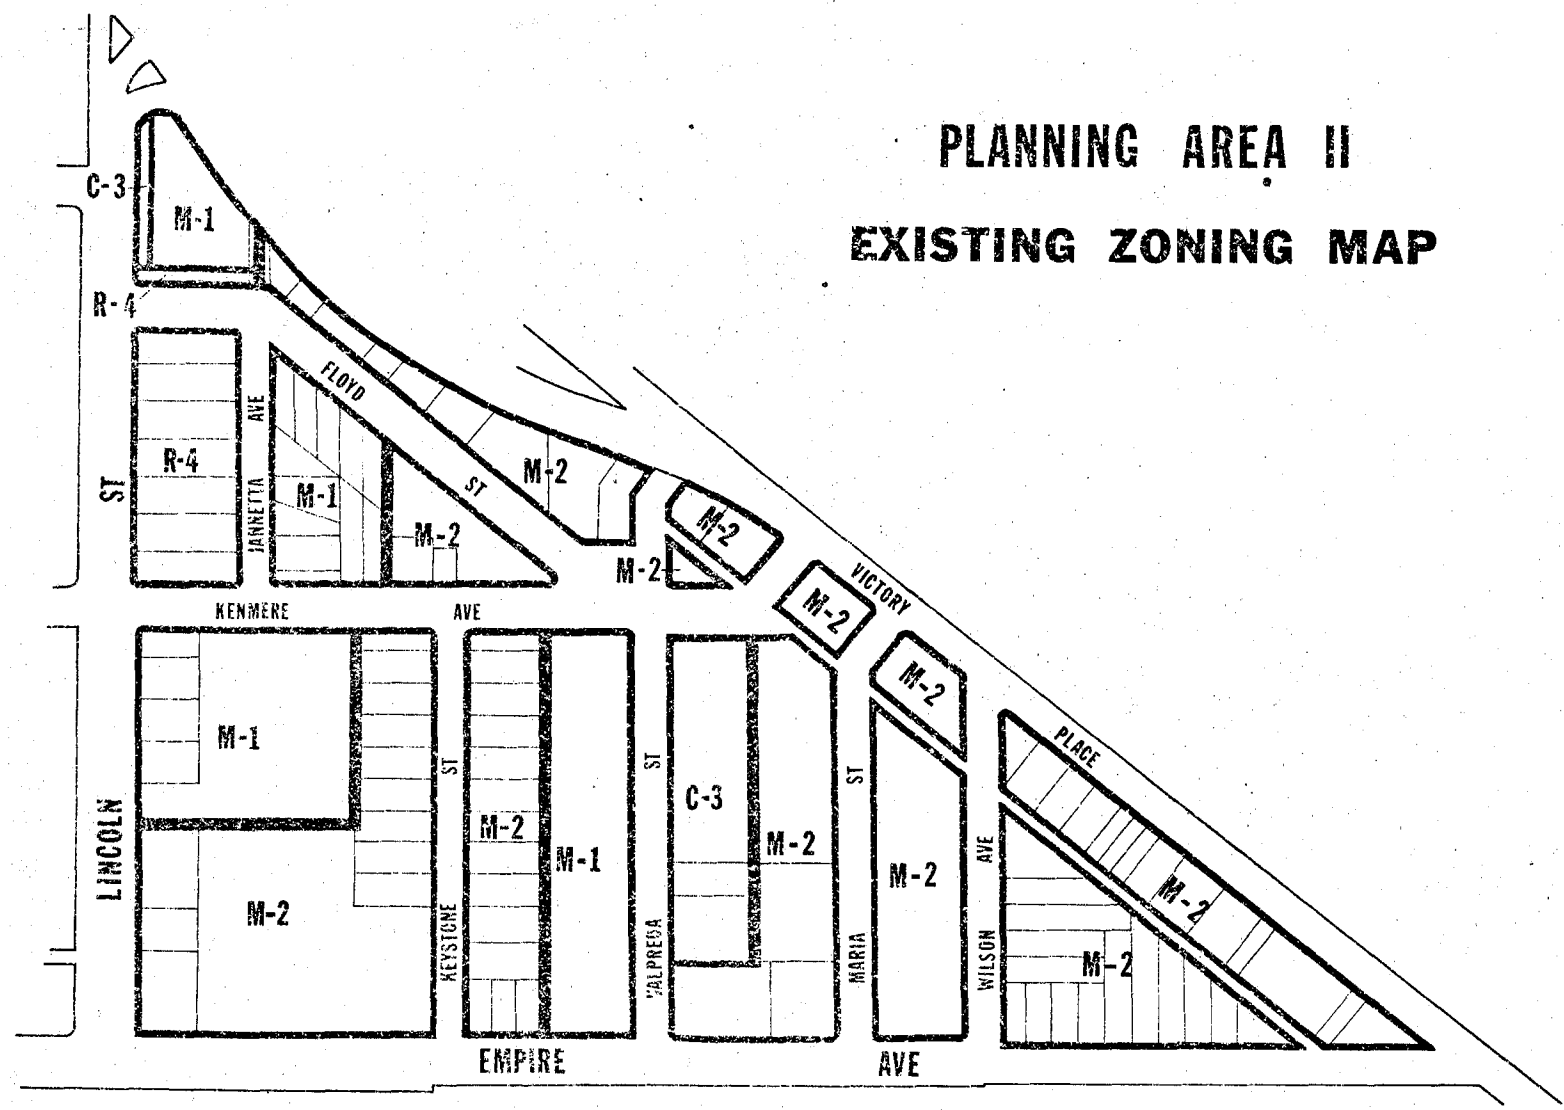 PLANNING AREA II
EXISTING ZONING MAP
C-3
M-1
R-4
FLOYD ST
R-4
JANNETTA AVE
M-1
M-2
M-2
M-2
M-2
M-2
M-2
VICTORY PLACE
KENMERE AVE
LINCOLN ST
M-1
M-2
KEYSTONE ST
M-2
M-1
VALPREDA ST
C-3
M-2
MARIA ST
M-2
WILSON AVE
M-2
M-2
EMPIRE AVE